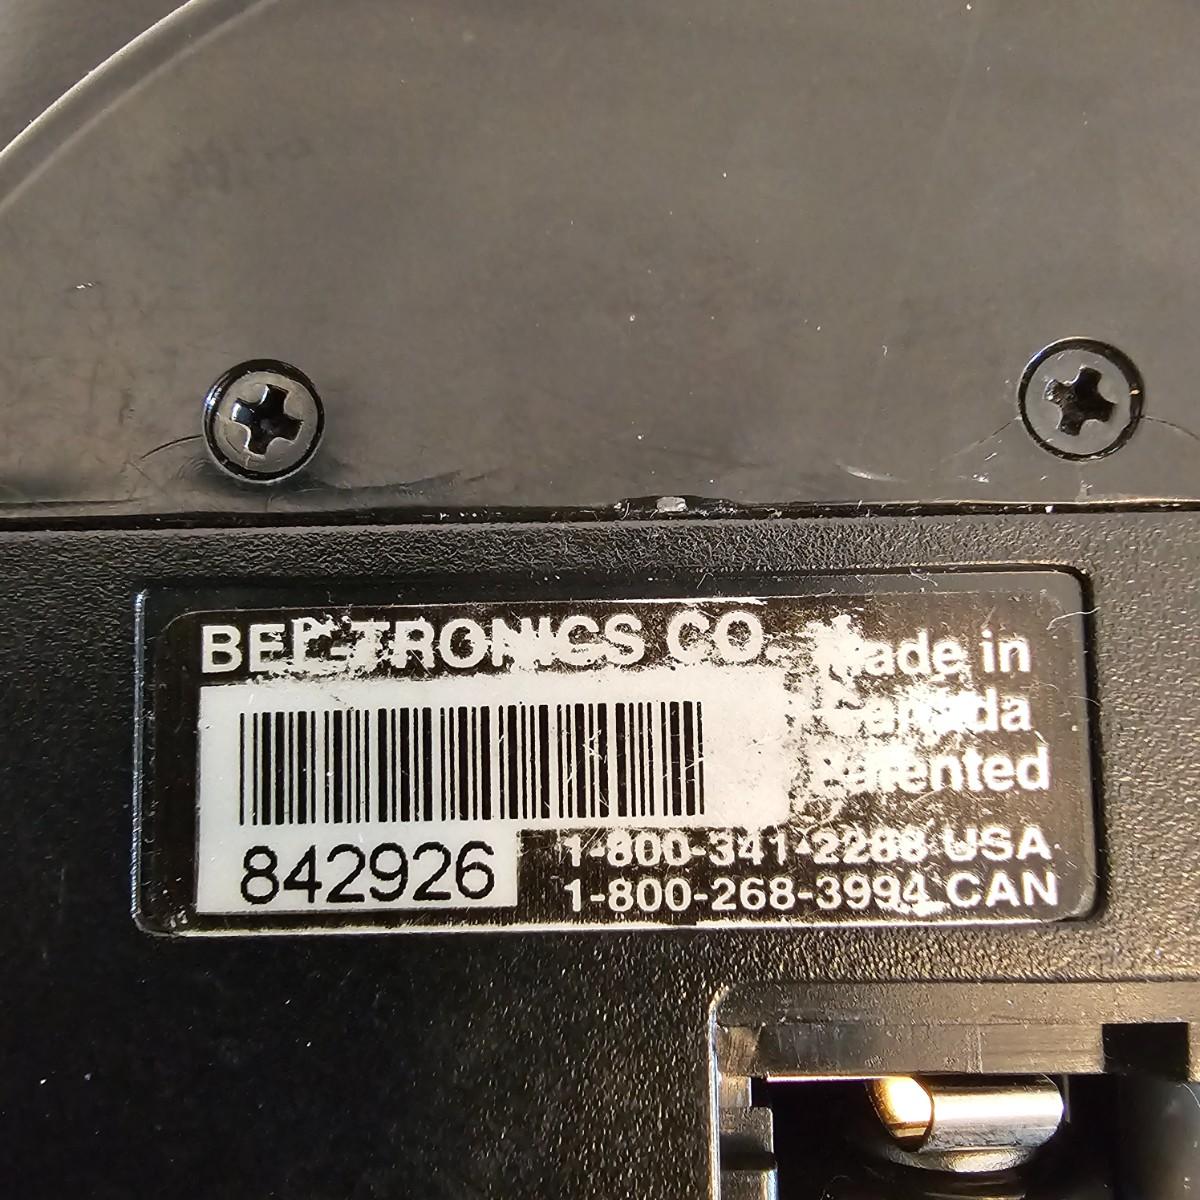 BEL-TRONICS CO.
Made in
Canada
Patented
842926
1-800-341-2288 USA
1-800-268-3994 CAN